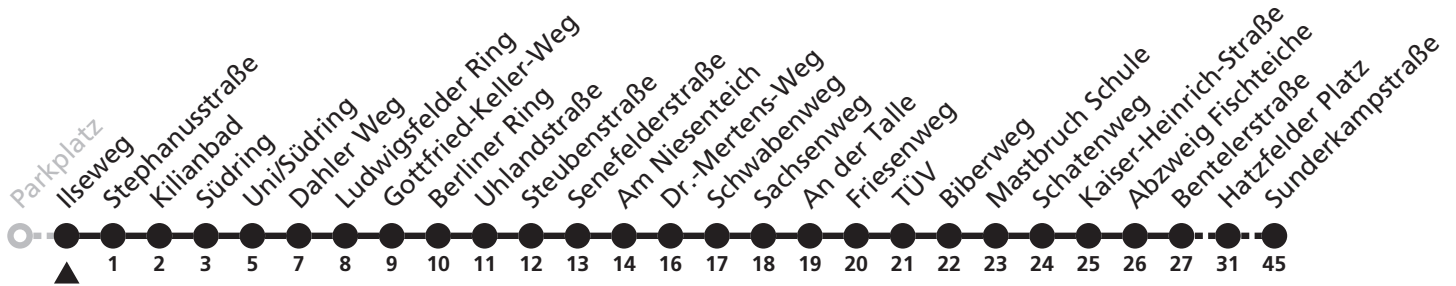 Parkplatz
Ilseweg
Stephanusstraße
Kilianbad
Südring
Uni/Südring
Dahler Weg
Ludwigsfelder Ring
Gottfried-Keller-Weg
Berliner Ring
Uhlandstraße
Steubenstraße
Senefelderstraße
Am Niesenteich
Dr.-Mertens-Weg
Schwabenweg
Sachsenweg
An der Talle
Friesenweg
TÜV
Biberweg
Mastbruch Schule
Schatenweg
Kaiser-Heinrich-Straße
Abzweig Fischteiche
Bentelerstraße
Hatzfelder Platz
Sunderkampstraße
1 2 3 5 7 8 9 10 11 12 13 14 16 17 18 19 20 21 22 23 24 25 26 27 31 45